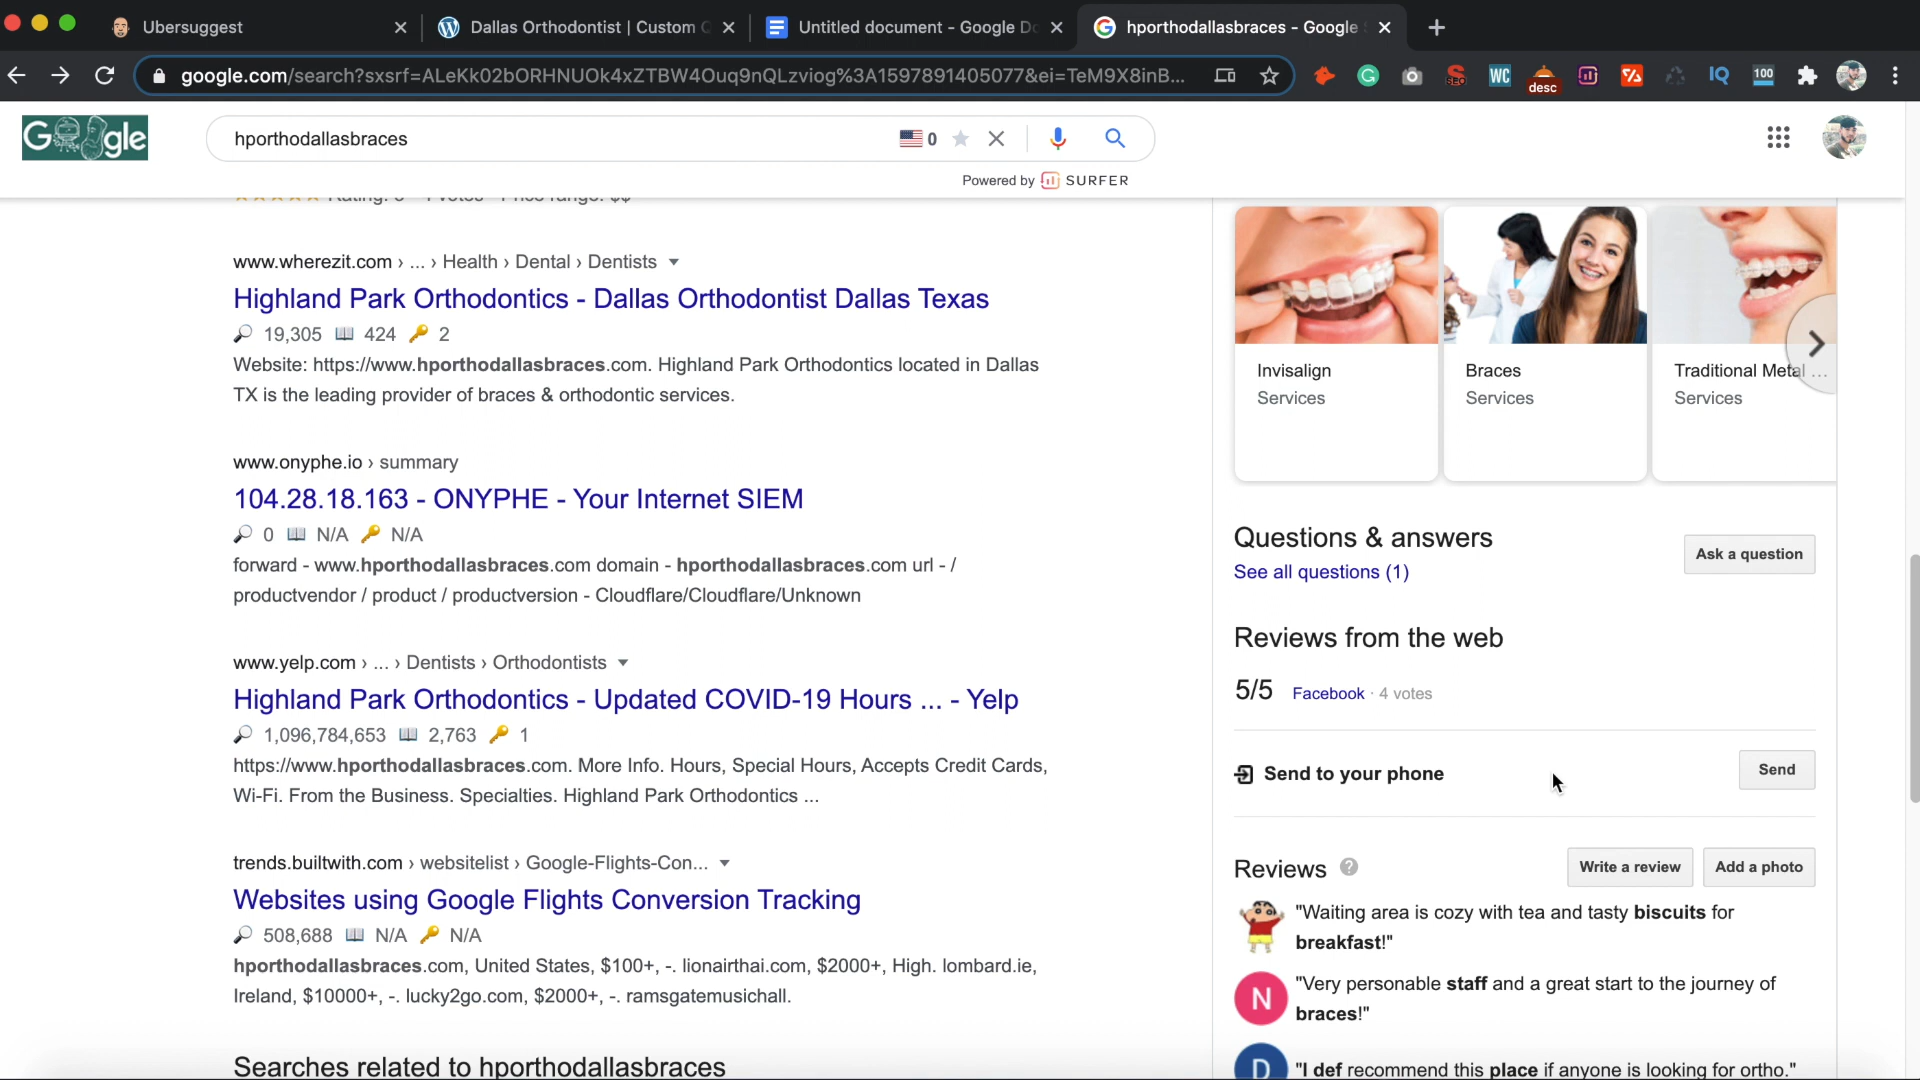 Ubersuggest
Dallas Orthodontist | Custom
Untitled document - Google Do
hporthodallasbraces - Google
google.com/search?sxsrf=ALeKk02bORHNUOk4xZTBW4Ouq9nQLzviog%3A1597891405077&ei=TeM9X8inB...
SEO
WC
desc
IQ
100
Google
hporthodallasbraces
0
Powered by SURFER
www.wherezit.com › ... › Health › Dental › Dentists
Highland Park Orthodontics - Dallas Orthodontist Dallas Texas
19,305 424 2
Website: https://www.hporthodallasbraces.com. Highland Park Orthodontics located in Dallas
TX is the leading provider of braces & orthodontic services.
www.onyphe.io › summary
104.28.18.163 - ONYPHE - Your Internet SIEM
0 N/A N/A
forward - www.hporthodallasbraces.com domain - hporthodallasbraces.com url - /
productvendor / product / productversion - Cloudflare/Cloudflare/Unknown
www.yelp.com › ... › Dentists › Orthodontists
Highland Park Orthodontics - Updated COVID-19 Hours ... - Yelp
1,096,784,653 2,763 1
https://www.hporthodallasbraces.com. More Info. Hours, Special Hours, Accepts Credit Cards,
Wi-Fi. From the Business. Specialties. Highland Park Orthodontics ...
trends.builtwith.com › websitelist › Google-Flights-Con...
Websites using Google Flights Conversion Tracking
508,688 N/A N/A
hporthodallasbraces.com, United States, $100+, -. lionairthai.com, $2000+, High. lombard.ie,
Ireland, $10000+, -. lucky2go.com, $2000+, -. ramsgatemusichall.
Searches related to hporthodallasbraces
Invisalign
Services
Braces
Services
Traditional Metal ...
Services
Questions & answers
See all questions (1)
Ask a question
Reviews from the web
5/5 Facebook · 4 votes
Send to your phone
Send
Reviews
Write a review
Add a photo
"Waiting area is cozy with tea and tasty biscuits for
breakfast!"
N
"Very personable staff and a great start to the journey of
braces!"
D
"I def recommend this place if anyone is looking for ortho."